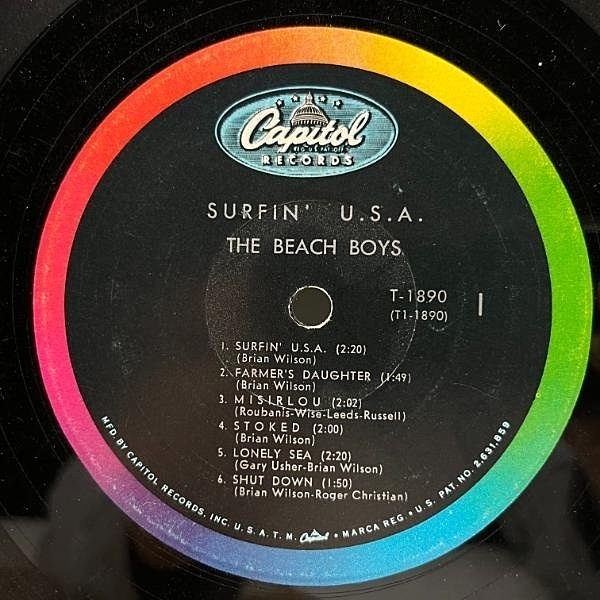 Capitol
REG. U.S. PAT. OFF.
RECORDS
SURFIN' U.S.A.
THE BEACH BOYS
T-1890 1
(T1-1890)
1. SURFIN' U.S.A. (2:20)
(Brian Wilson)
2. FARMER'S DAUGHTER (1:49)
(Brian Wilson)
3. MISIRLOU (2:02)
(Roubanis-Wise-Leeds-Russell)
4. STOKED (2:00)
(Brian Wilson)
5. LONELY SEA (2:20)
(Gary Usher-Brian Wilson)
6. SHUT DOWN (1:50)
(Brian Wilson-Roger Christian)
MFD. BY CAPITOL RECORDS, INC. U.S.A. T.M. Capitol • MARCA REG. • U.S. PAT. NO. 2,631,859